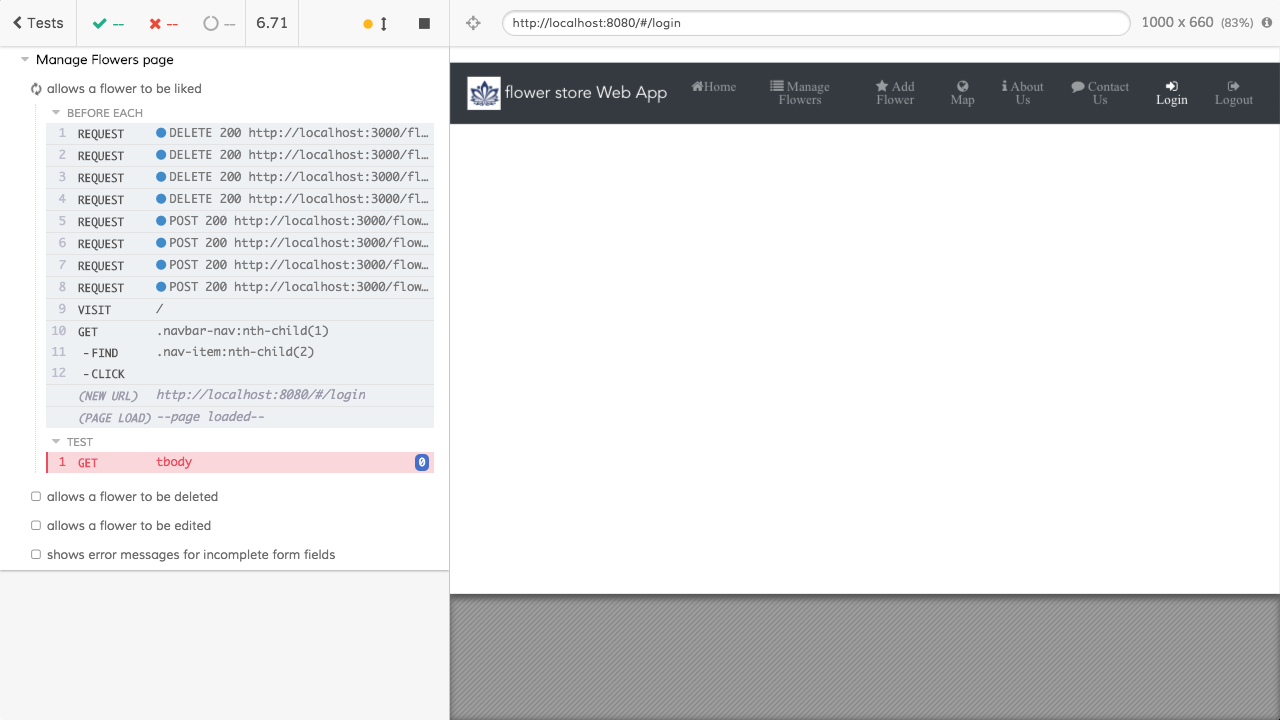 Tests
--
--
--
6.71
http://localhost:8080/#/login
1000 x 660 (83%)
Manage Flowers page
allows a flower to be liked
BEFORE EACH
1 REQUEST DELETE 200 http://localhost:3000/fl…
2 REQUEST DELETE 200 http://localhost:3000/fl…
3 REQUEST DELETE 200 http://localhost:3000/fl…
4 REQUEST DELETE 200 http://localhost:3000/fl…
5 REQUEST POST 200 http://localhost:3000/flow…
6 REQUEST POST 200 http://localhost:3000/flow…
7 REQUEST POST 200 http://localhost:3000/flow…
8 REQUEST POST 200 http://localhost:3000/flow…
9 VISIT /
10 GET .navbar-nav:nth-child(1)
11 -FIND .nav-item:nth-child(2)
12 -CLICK
(NEW URL) http://localhost:8080/#/login
(PAGE LOAD) --page loaded--
TEST
1 GET tbody 0
allows a flower to be deleted
allows a flower to be edited
shows error messages for incomplete form fields
flower store Web App
Home
Manage
Flowers
Add
Flower
Map
About
Us
Contact
Us
Login
Logout